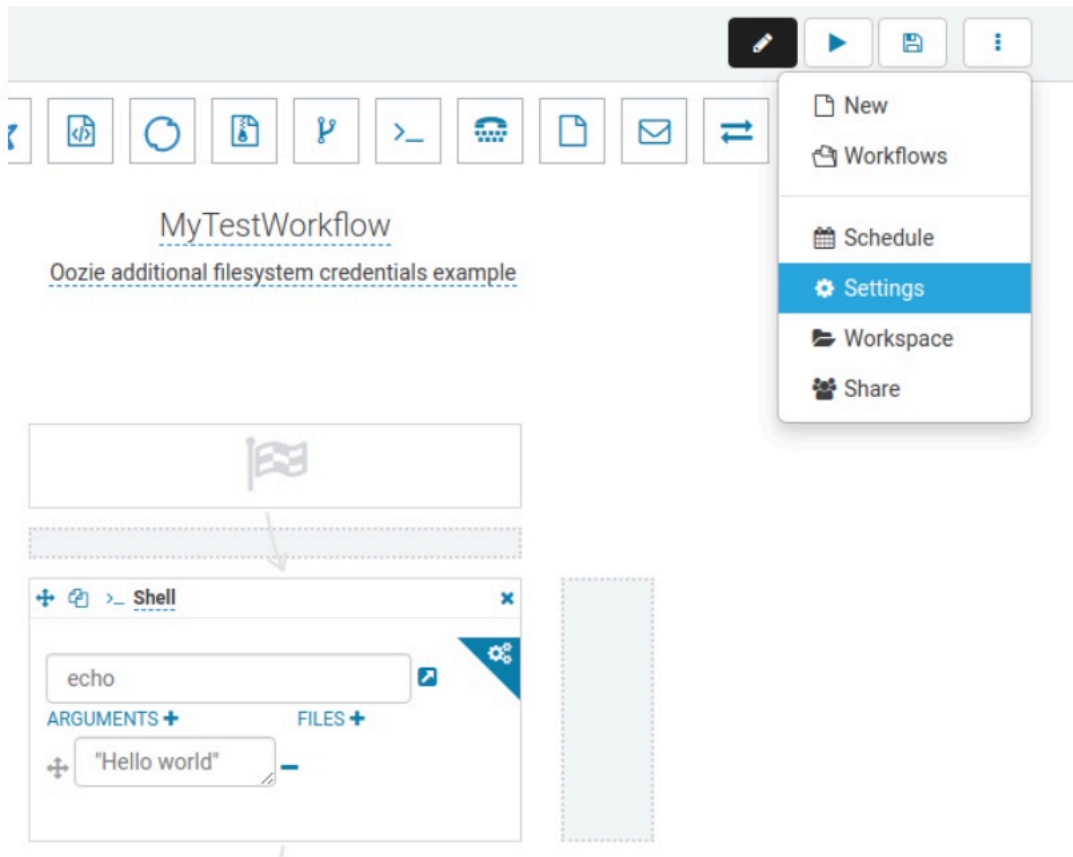 New
Workflows
MyTestWorkflow
Oozie additional filesystem credentials example
Schedule
Settings
Workspace
Share
>_ Shell
echo
ARGUMENTS
FILES
"Hello world"